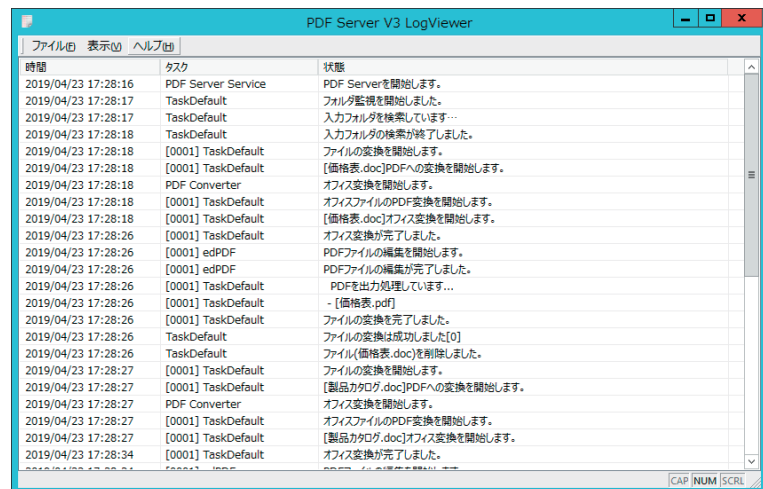 PDF Server V3 LogViewer
ファイル(F) 表示(V) ヘルプ(H)
時間 タスク 状態
2019/04/23 17:28:16 PDF Server Service PDF Serverを開始します。
2019/04/23 17:28:17 TaskDefault フォルダ監視を開始しました。
2019/04/23 17:28:17 TaskDefault 入力フォルダを検索しています…
2019/04/23 17:28:18 TaskDefault 入力フォルダの検索が終了しました。
2019/04/23 17:28:18 [0001] TaskDefault ファイルの変換を開始します。
2019/04/23 17:28:18 [0001] TaskDefault [価格表.doc]PDFへの変換を開始します。
2019/04/23 17:28:18 PDF Converter オフィス変換を開始します。
2019/04/23 17:28:18 [0001] TaskDefault オフィスファイルのPDF変換を開始します。
2019/04/23 17:28:18 [0001] TaskDefault [価格表.doc]オフィス変換を開始します。
2019/04/23 17:28:26 [0001] TaskDefault オフィス変換が完了しました。
2019/04/23 17:28:26 [0001] edPDF PDFファイルの編集を開始します。
2019/04/23 17:28:26 [0001] edPDF PDFファイルの編集が完了しました。
2019/04/23 17:28:26 [0001] TaskDefault PDFを出力処理しています...
2019/04/23 17:28:26 [0001] TaskDefault - [価格表.pdf]
2019/04/23 17:28:26 [0001] TaskDefault ファイルの変換を完了しました。
2019/04/23 17:28:26 TaskDefault ファイルの変換は成功しました[0]
2019/04/23 17:28:26 TaskDefault ファイル(価格表.doc)を削除しました。
2019/04/23 17:28:27 [0001] TaskDefault ファイルの変換を開始します。
2019/04/23 17:28:27 [0001] TaskDefault [製品カタログ.doc]PDFへの変換を開始します。
2019/04/23 17:28:27 PDF Converter オフィス変換を開始します。
2019/04/23 17:28:27 [0001] TaskDefault オフィスファイルのPDF変換を開始します。
2019/04/23 17:28:27 [0001] TaskDefault [製品カタログ.doc]オフィス変換を開始します。
2019/04/23 17:28:34 [0001] TaskDefault オフィス変換が完了しました。
CAP NUM SCRL